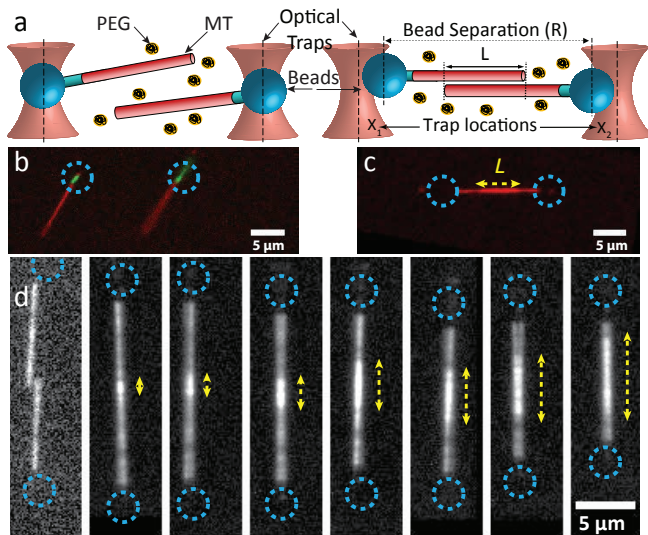 a
PEG
MT
Optical
Traps
Beads
Bead Separation (R)
L
X1
Trap locations
X2
b
5 μm
c
L
5 μm
d
5 μm